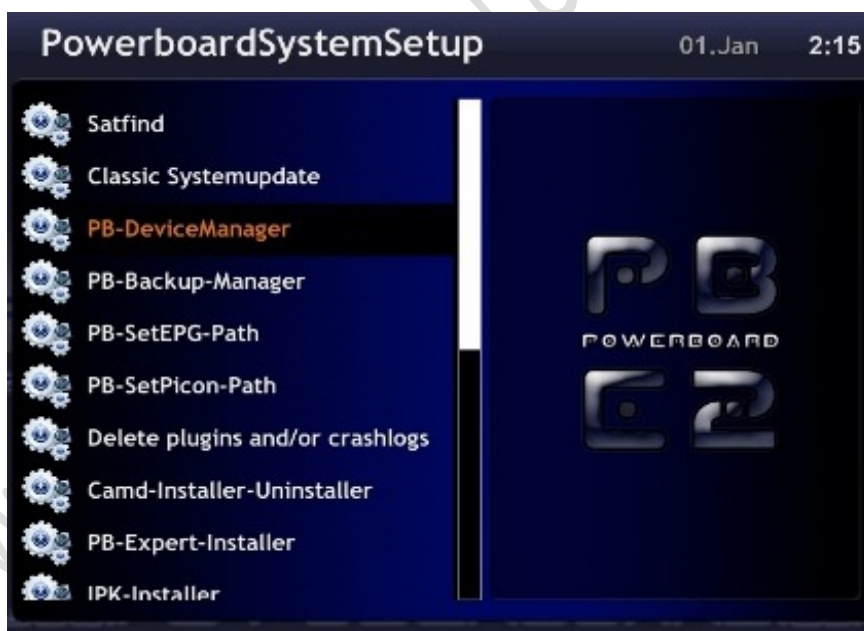 PowerboardSystemSetup 01.Jan 2:15
Satfind
Classic Systemupdate
PB-DeviceManager
PB-Backup-Manager
PB-SetEPG-Path
PB-SetPicon-Path
Delete plugins and/or crashlogs
Camd-Installer-Uninstaller
PB-Expert-Installer
IPK-Installer
PB
POWERBOARD
E2